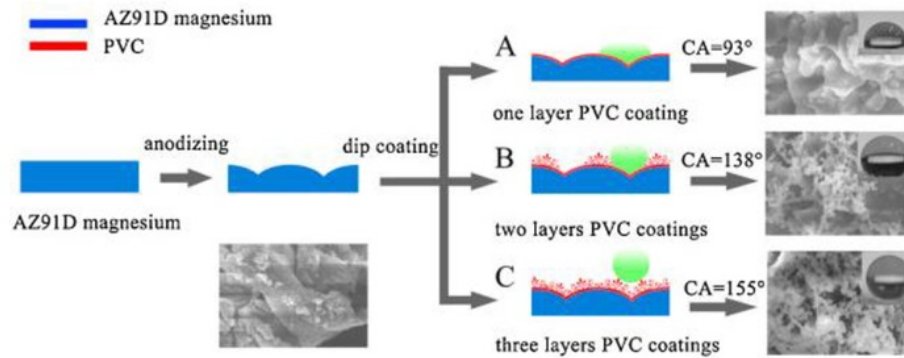 AZ91D magnesium
PVC
A
CA=93°
one layer PVC coating
anodizing
dip coating
B
CA=138°
AZ91D magnesium
two layers PVC coatings
C
CA=155°
three layers PVC coatings